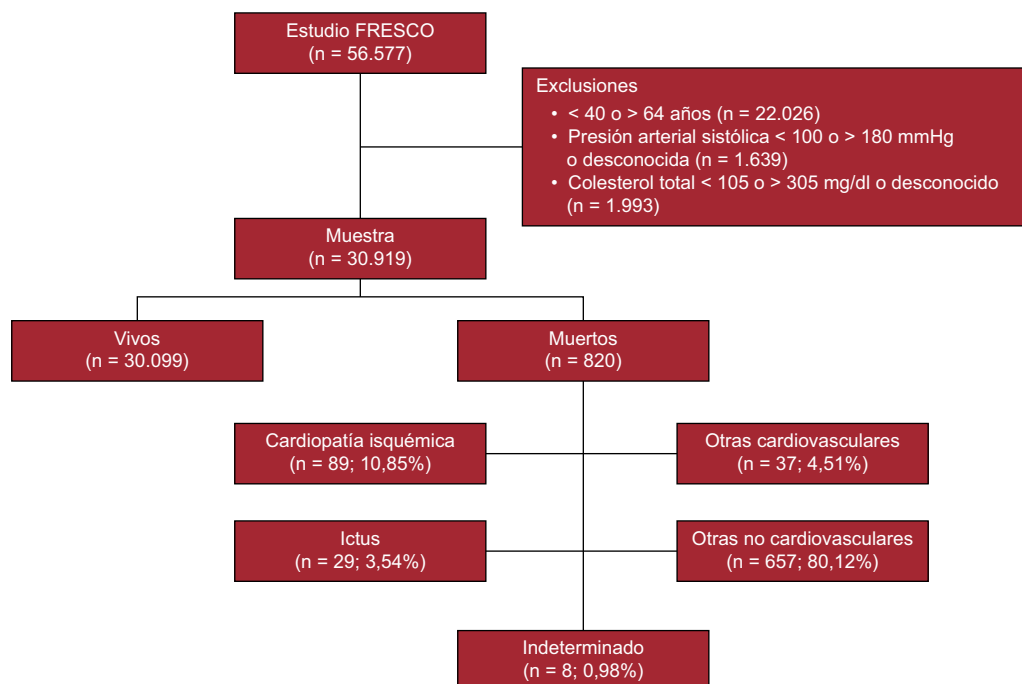 Estudio FRESCO
(n = 56.577)
Exclusiones
• < 40 o > 64 años (n = 22.026)
• Presión arterial sistólica < 100 o > 180 mmHg
o desconocida (n = 1.639)
• Colesterol total < 105 o > 305 mg/dl o desconocido
(n = 1.993)
Muestra
(n = 30.919)
Vivos
(n = 30.099)
Muertos
(n = 820)
Cardiopatía isquémica
(n = 89; 10,85%)
Otras cardiovasculares
(n = 37; 4,51%)
Ictus
(n = 29; 3,54%)
Otras no cardiovasculares
(n = 657; 80,12%)
Indeterminado
(n = 8; 0,98%)